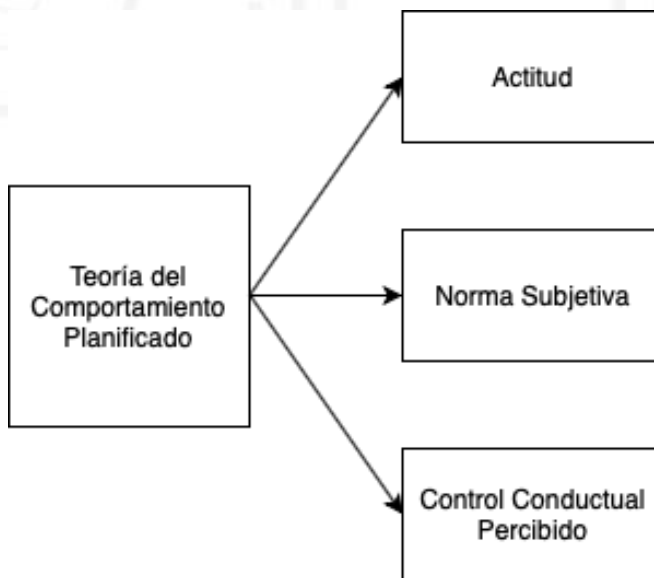 Actitud
Teoría del
Comportamiento
Planificado
Norma Subjetiva
Control Conductual
Percibido